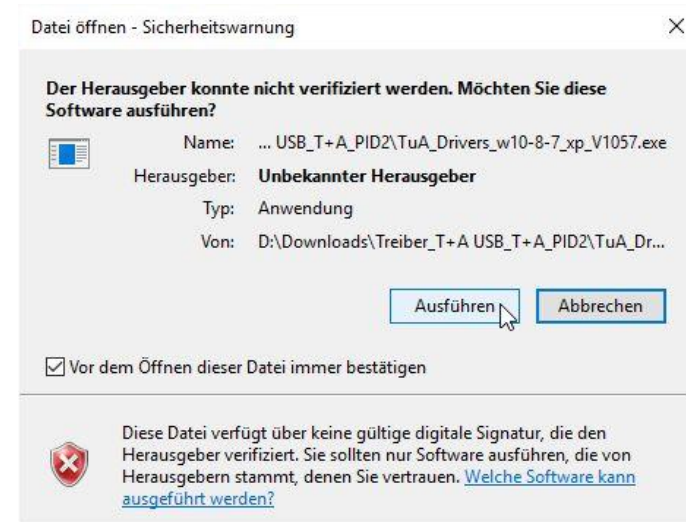 Datei öffnen - Sicherheitswarnung
Der Herausgeber konnte nicht verifiziert werden. Möchten Sie diese
Software ausführen?
Name: ... USB_T+A_PID2\TuA_Drivers_w10-8-7_xp_V1057.exe
Herausgeber: Unbekannter Herausgeber
Typ: Anwendung
Von: D:\Downloads\Treiber_T+A USB_T+A_PID2\TuA_Dr...
Ausführen Abbrechen
Vor dem Öffnen dieser Datei immer bestätigen
Diese Datei verfügt über keine gültige digitale Signatur, die den
Herausgeber verifiziert. Sie sollten nur Software ausführen, die von
Herausgebern stammt, denen Sie vertrauen. Welche Software kann
ausgeführt werden?